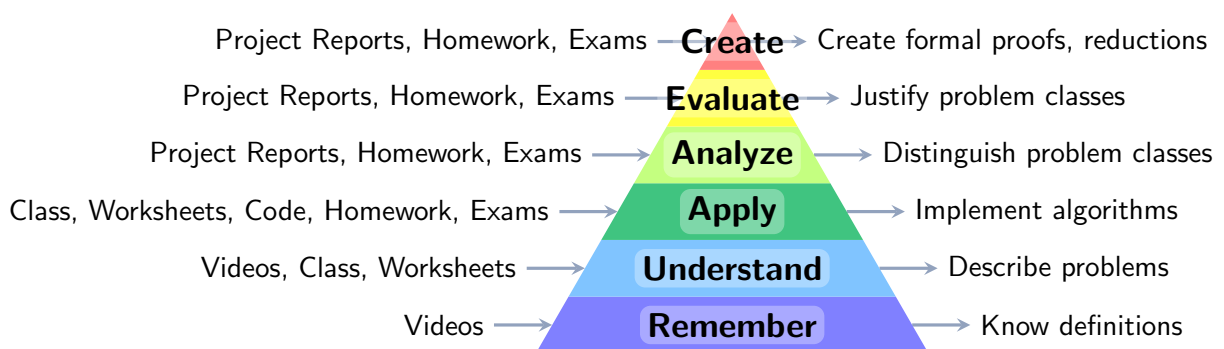 Project Reports, Homework, Exams Create Create formal proofs, reductions
Project Reports, Homework, Exams Evaluate Justify problem classes
Project Reports, Homework, Exams Analyze Distinguish problem classes
Class, Worksheets, Code, Homework, Exams Apply Implement algorithms
Videos, Class, Worksheets Understand Describe problems
Videos Remember Know definitions